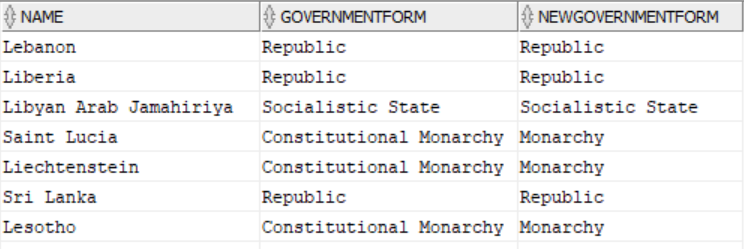 NAME GOVERNMENTFORM NEWGOVERNMENTFORM
Lebanon Republic Republic
Liberia Republic Republic
Libyan Arab Jamahiriya Socialistic State Socialistic State
Saint Lucia Constitutional Monarchy Monarchy
Liechtenstein Constitutional Monarchy Monarchy
Sri Lanka Republic Republic
Lesotho Constitutional Monarchy Monarchy